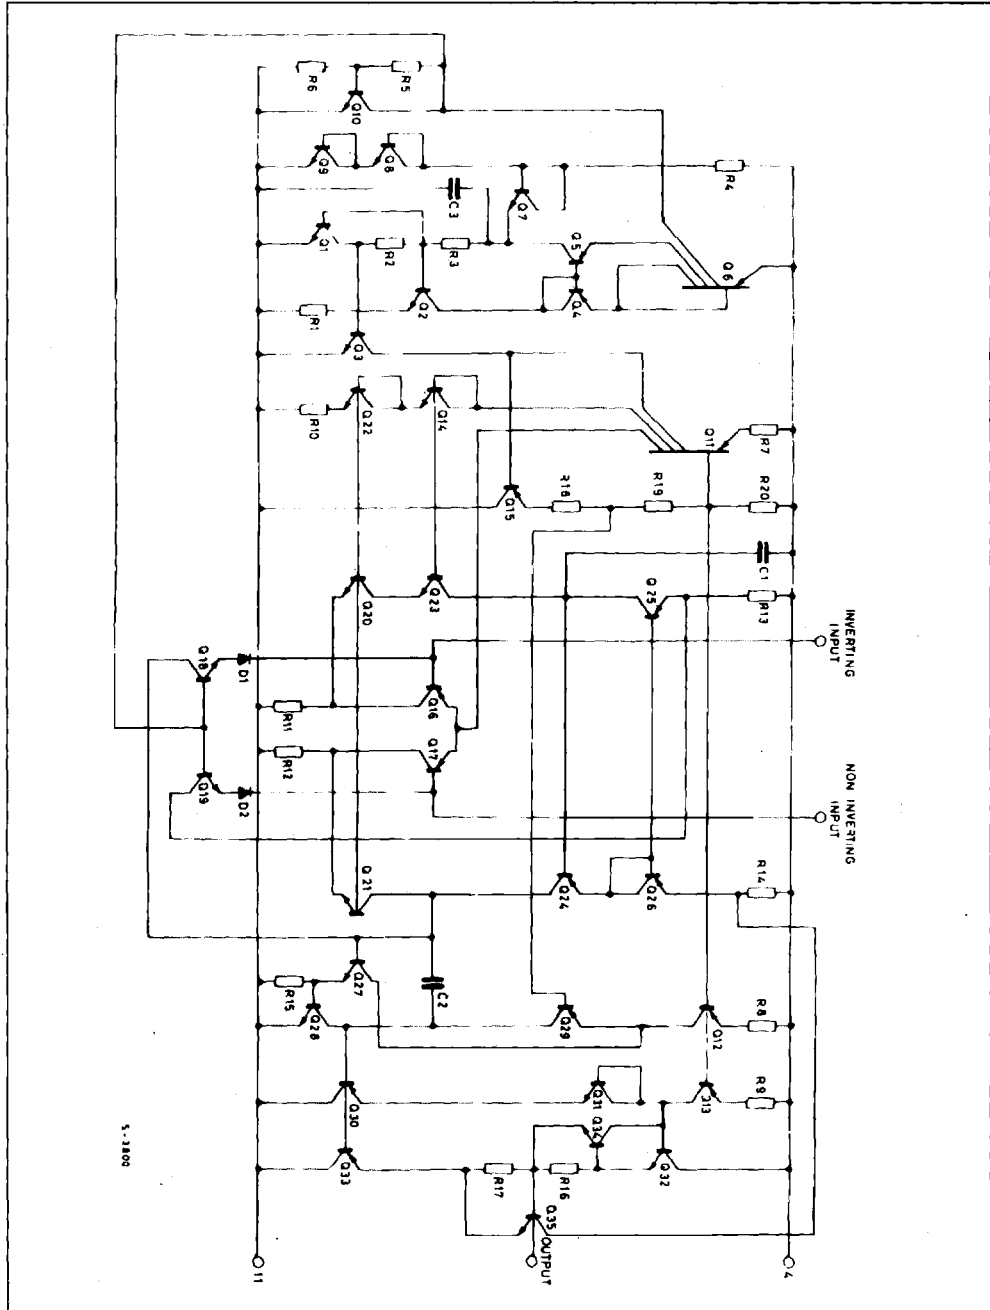 R6
R5
Q10
Q9
Q8
C3
Q7
R4
Q1
R2
R3
Q5
Q6
R1
Q2
Q4
Q3
R10
Q22
Q14
Q11
R7
Q15
R18
R19
R20
Q20
Q23
Q25
C1
R13
INVERTING
INPUT
Q18
D1
R11
Q16
R12
Q17
Q19
D2
NON INVERTING
INPUT
Q21
Q24
Q26
R14
Q27
C2
R15
Q28
Q29
Q12
R8
Q30
Q31
Q13
R9
Q34
Q33
R17
R16
Q32
Q35
OUTPUT
11
4
S-2800